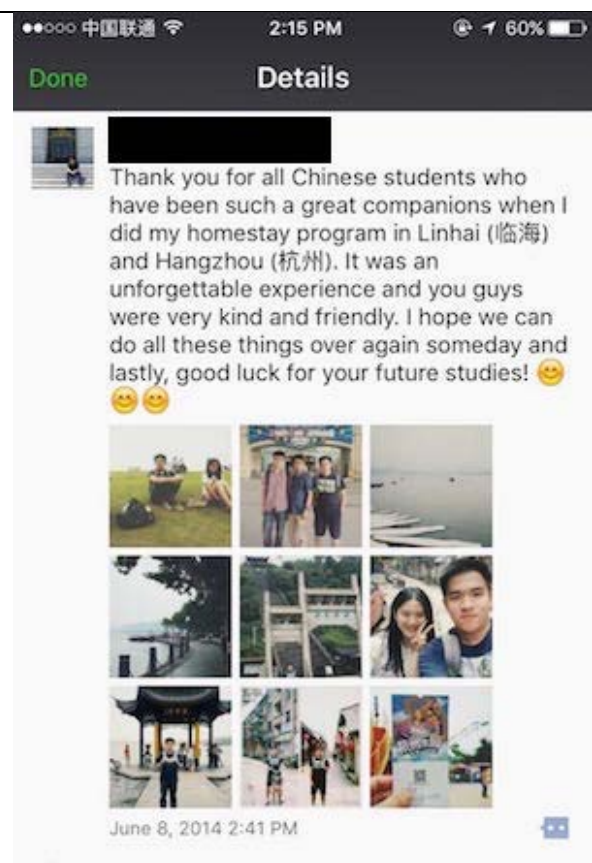 中国联通 2:15 PM 60%
Done Details
Thank you for all Chinese students who
have been such a great companions when I
did my homestay program in Linhai (临海)
and Hangzhou (杭州). It was an
unforgettable experience and you guys
were very kind and friendly. I hope we can
do all these things over again someday and
lastly, good luck for your future studies! 😊
😊😊
June 8, 2014 2:41 PM